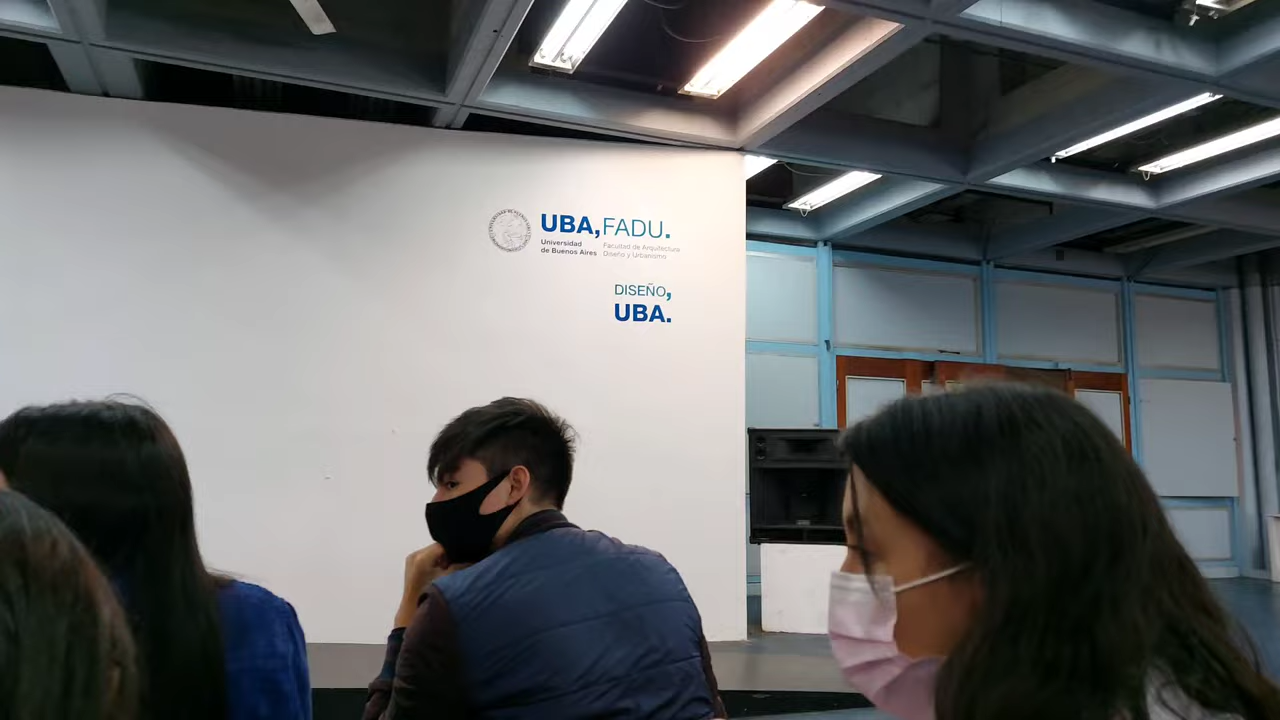 UBA, FADU.
Universidad Facultad de Arquitectura
de Buenos Aires Diseño y Urbanismo
DISEÑO,
UBA.